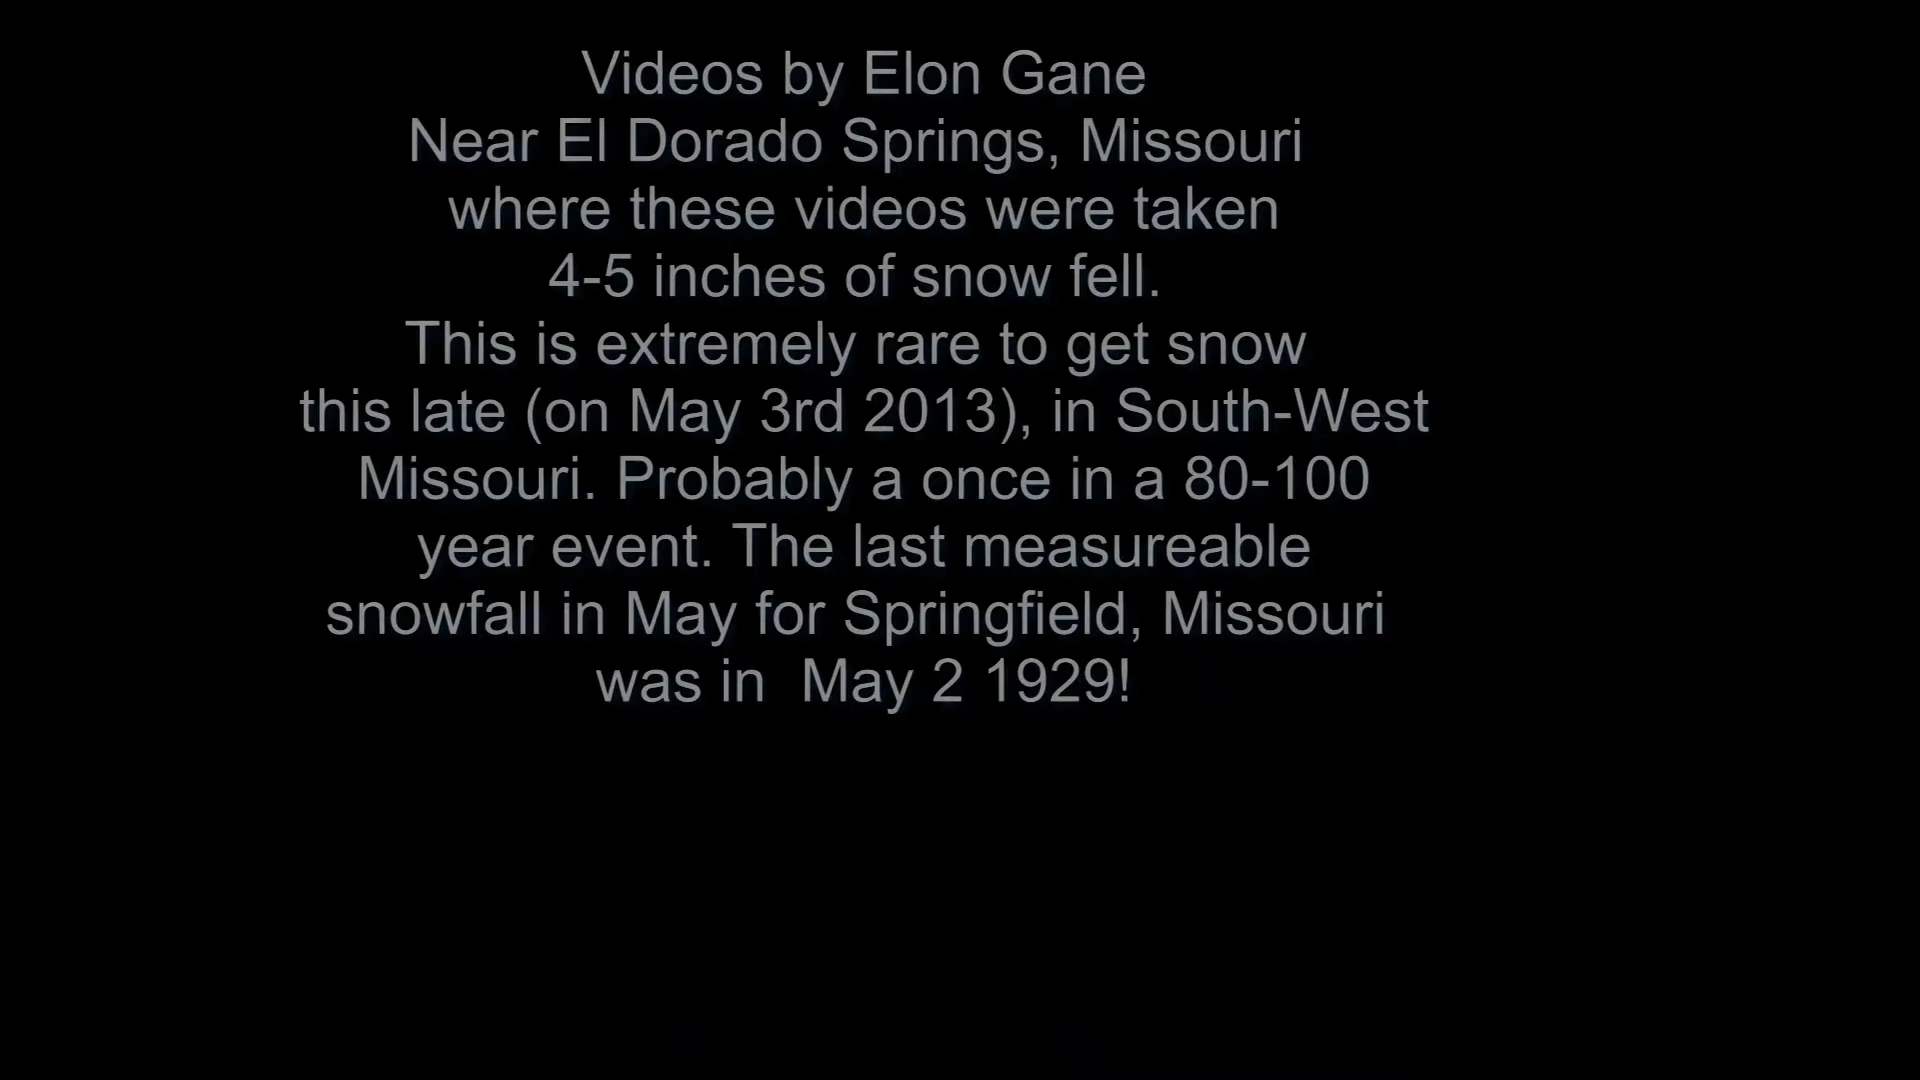 Videos by Elon Gane
Near El Dorado Springs, Missouri
where these videos were taken
4-5 inches of snow fell.
This is extremely rare to get snow
this late (on May 3rd 2013), in South-West
Missouri. Probably a once in a 80-100
year event. The last measureable
snowfall in May for Springfield, Missouri
was in  May 2 1929!